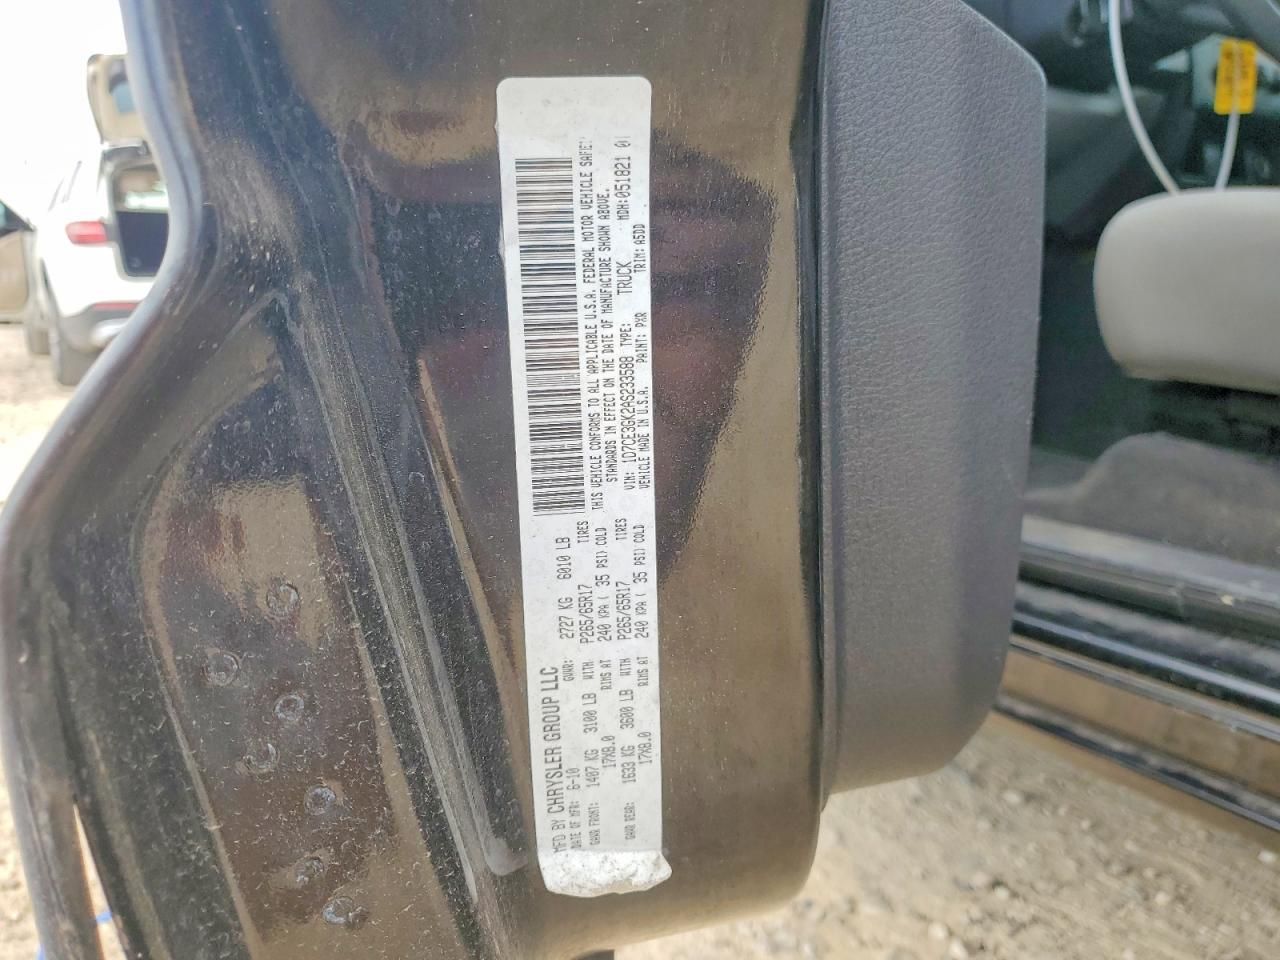 MFD BY CHRYSLER GROUP LLC
DATE OF MFR: 6-10 GVWR: 2727 KG 6010 LB
GAWR FRONT: 1407 KG 3100 LB WITH P265/65R17 TIRES
17X8.0 RIMS AT 240 KPA ( 35 PSI) COLD
GAWR REAR: 1633 KG 3600 LB WITH P265/65R17 TIRES
17X8.0 RIMS AT 240 KPA ( 35 PSI) COLD
THIS VEHICLE CONFORMS TO ALL APPLICABLE U.S.A. FEDERAL MOTOR VEHICLE SAFE
STANDARDS IN EFFECT ON THE DATE OF MANUFACTURE SHOWN ABOVE.
VIN: 1D7CE3GK2AS233588 TYPE: TRUCK MDH:051821
VEHICLE MADE IN U.S.A. PAINT: PXR TRIM: A5DD